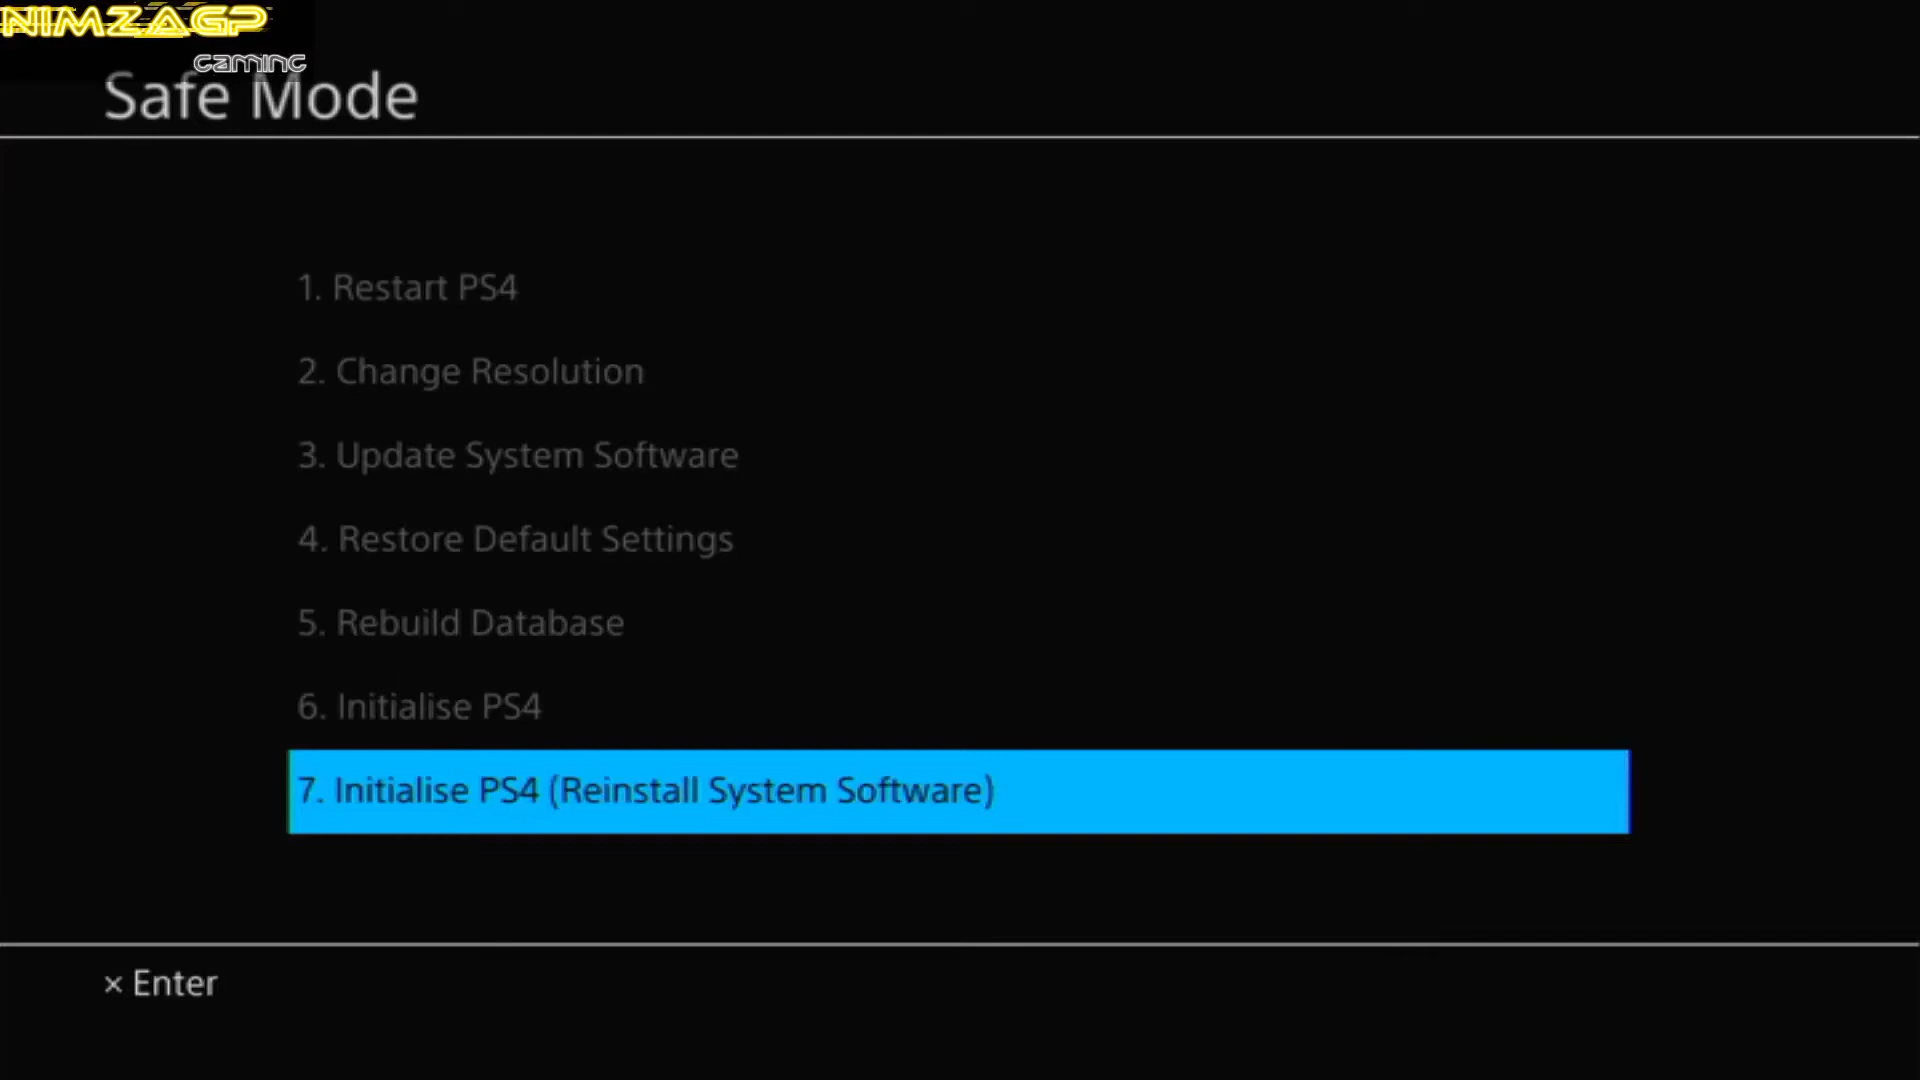 NIMZAGP
GAMING
Safe Mode
1. Restart PS4
2. Change Resolution
3. Update System Software
4. Restore Default Settings
5. Rebuild Database
6. Initialise PS4
7. Initialise PS4 (Reinstall System Software)
× Enter